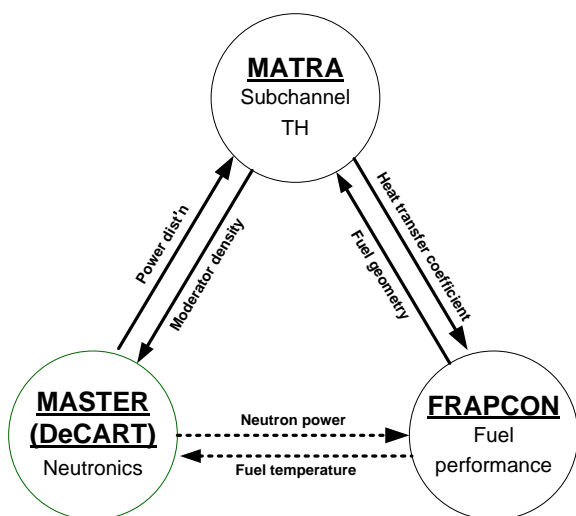 MATRA
Subchannel
TH
Power dist'n
Moderator density
Heat transfer coefficient
Fuel geometry
MASTER
(DeCART)
Neutronics
Neutron power
Fuel temperature
FRAPCON
Fuel
performance